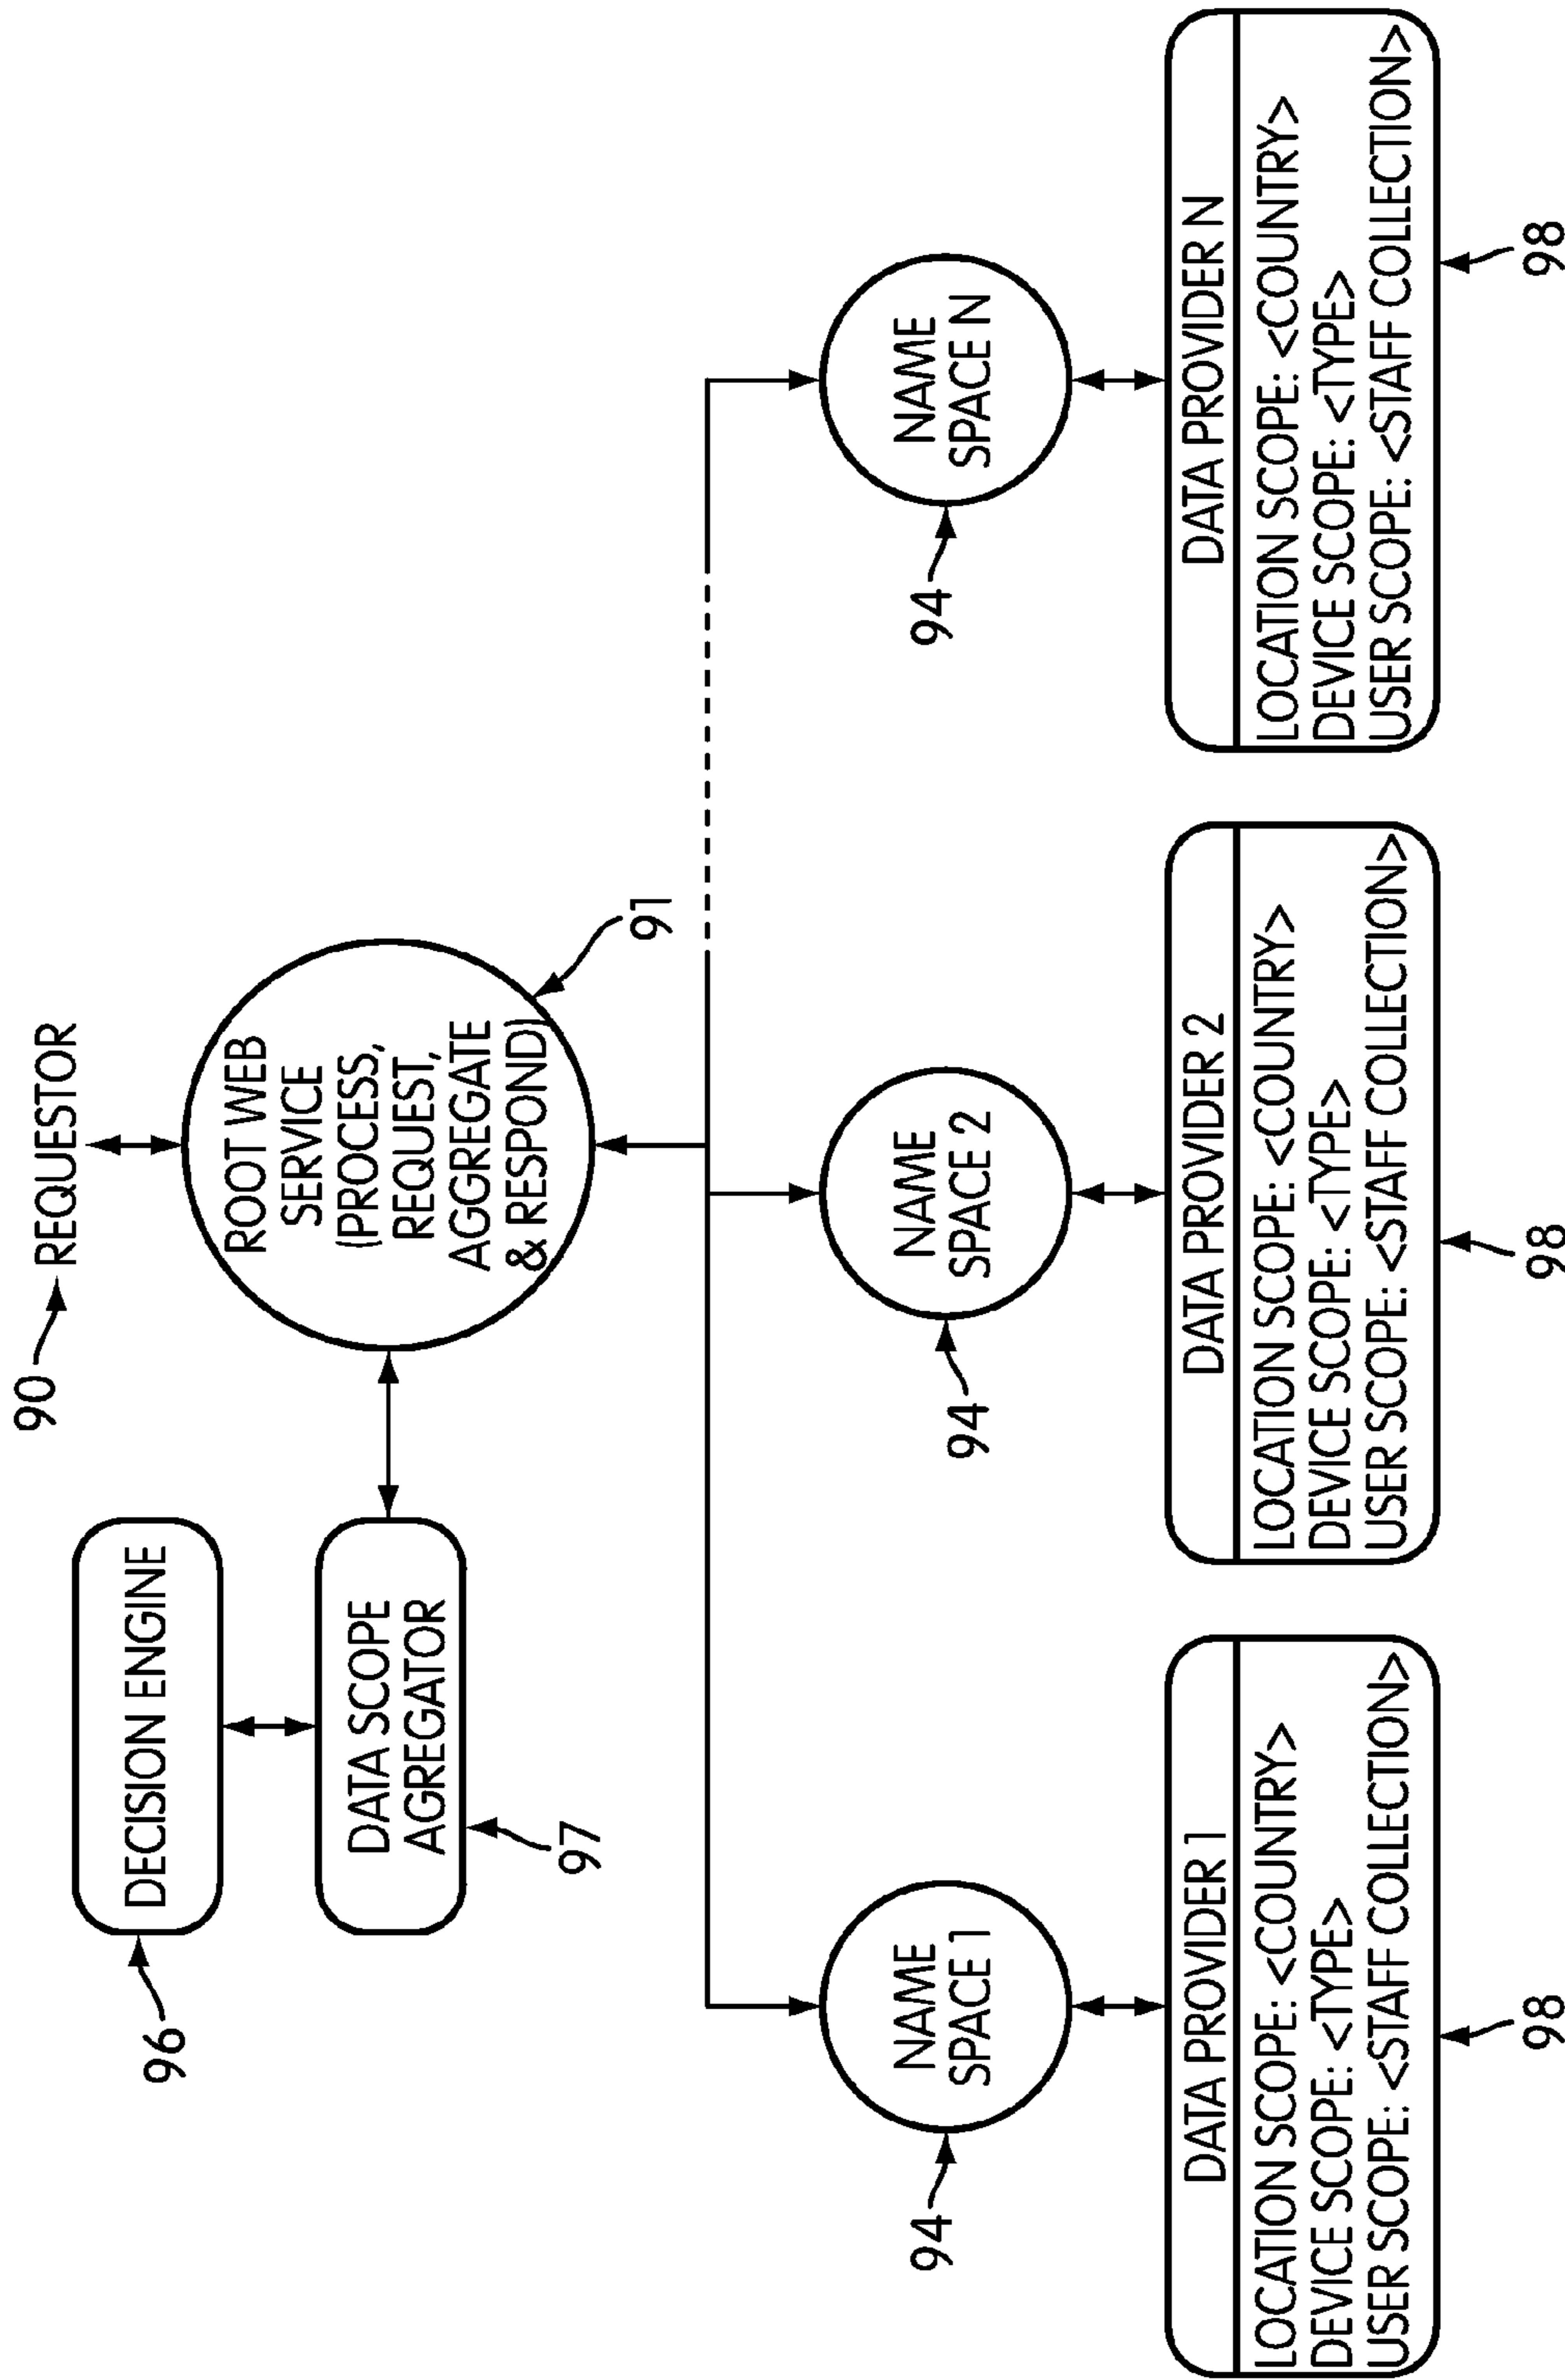 90
REQUESTOR
96
DECISION ENGINE
DATA SCOPE
AGREGATOR
97
ROOT WEB
SERVICE
(PROCESS,
REQUEST,
AGGREGATE
& RESPOND)
91
94
NAME
SPACE 1
94
NAME
SPACE 2
94
NAME
SPACE N
DATA PROVIDER 1
LOCATION SCOPE: <COUNTRY>
DEVICE SCOPE: <TYPE>
USER SCOPE: <STAFF COLLECTION>
98
DATA PROVIDER 2
LOCATION SCOPE: <COUNTRY>
DEVICE SCOPE: <TYPE>
USER SCOPE: <STAFF COLLECTION>
98
DATA PROVIDER N
LOCATION SCOPE: <COUNTRY>
DEVICE SCOPE: <TYPE>
USER SCOPE: <STAFF COLLECTION>
98